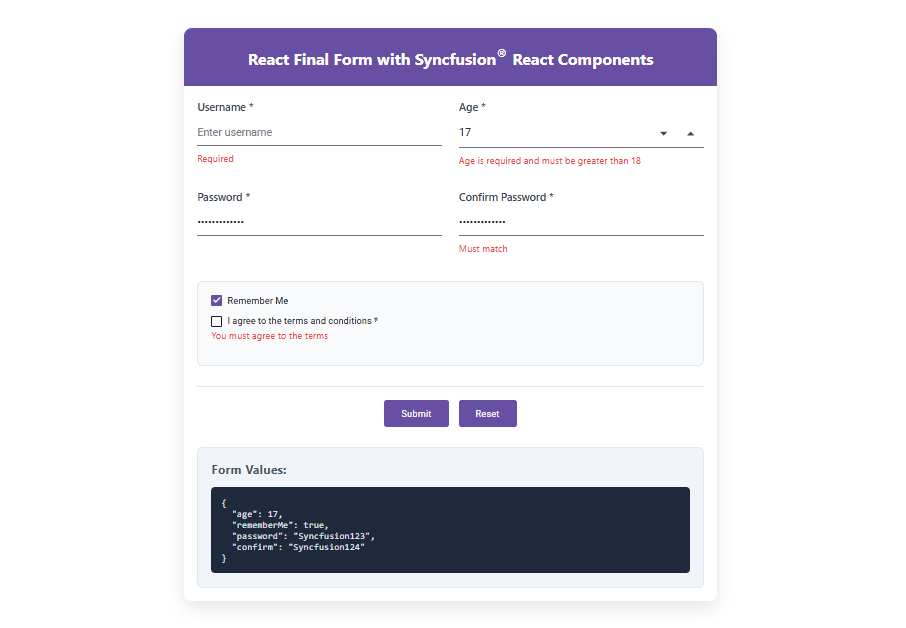 React Final Form with Syncfusion® React Components
Username *
Age *
Enter username
17
Required
Age is required and must be greater than 18
Password *
Confirm Password *
•••••••••••••
•••••••••••••
Must match
Remember Me
I agree to the terms and conditions *
You must agree to the terms
Submit
Reset
Form Values:
{
"age": 17,
"rememberMe": true,
"password": "Syncfusion123",
"confirm": "Syncfusion124"
}